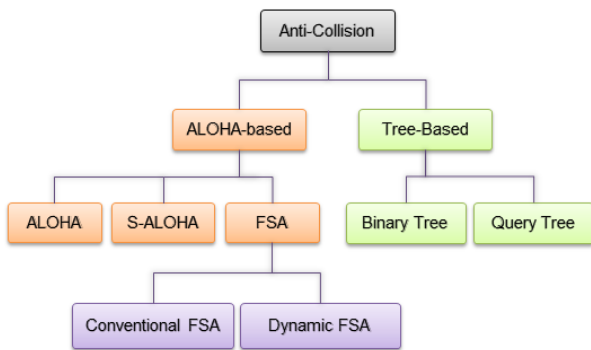 Anti-Collision
ALOHA-based
Tree-Based
ALOHA
S-ALOHA
FSA
Binary Tree
Query Tree
Conventional FSA
Dynamic FSA